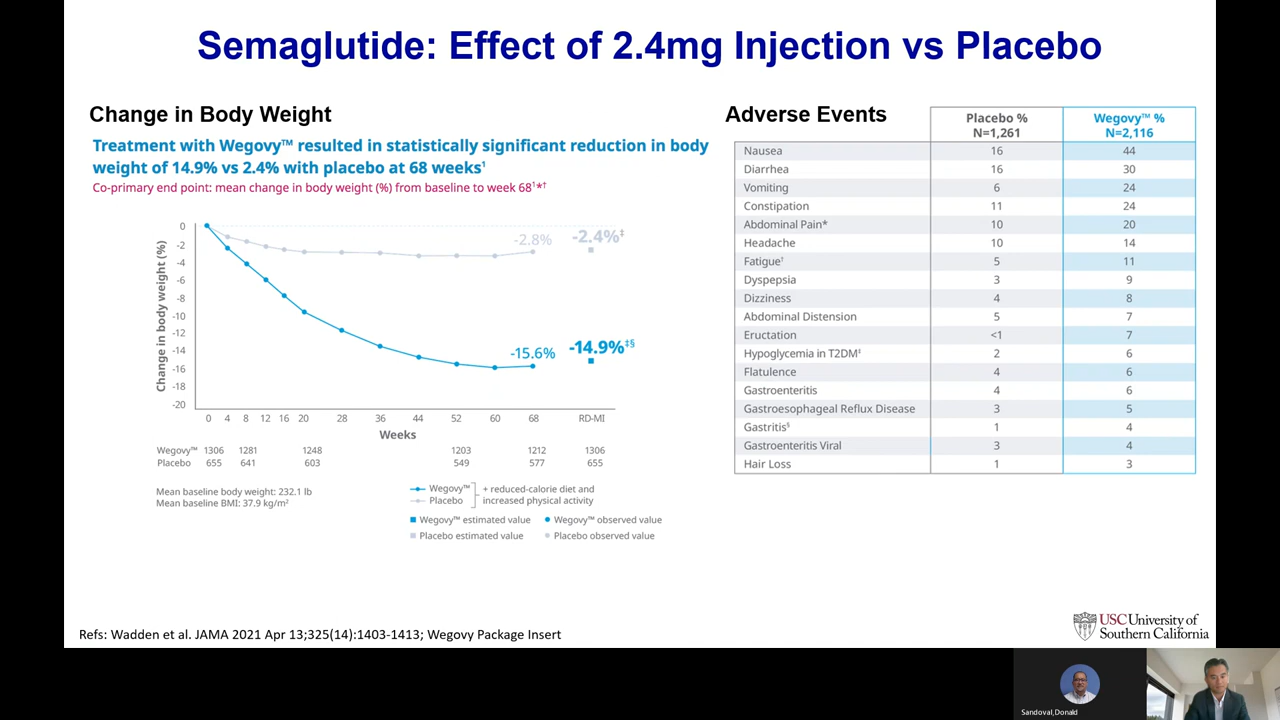 Semaglutide: Effect of 2.4mg Injection vs Placebo
Change in Body Weight
Treatment with Wegovy™ resulted in statistically significant reduction in body
weight of 14.9% vs 2.4% with placebo at 68 weeks¹
Co-primary end point: mean change in body weight (%) from baseline to week 68¹*†
Change in body weight (%)
0
-2
-4
-6
-8
-10
-12
-14
-16
-18
-20
-2.8%
-2.4%‡
-15.6%
-14.9%‡§
0 4 8 12 16 20 28 36 44 52 60 68 RD-MI
Weeks
Wegovy™ 1306 1281 1248 1203 1212 1306
Placebo 655 641 603 549 577 655
Mean baseline body weight: 232.1 lb
Mean baseline BMI: 37.9 kg/m²
Wegovy™
Placebo
+ reduced-calorie diet and
increased physical activity
Wegovy™ estimated value Wegovy™ observed value
Placebo estimated value Placebo observed value
Adverse Events
Placebo %
N=1,261
Wegovy™ %
N=2,116
Nausea 16 44
Diarrhea 16 30
Vomiting 6 24
Constipation 11 24
Abdominal Pain* 10 20
Headache 10 14
Fatigue† 5 11
Dyspepsia 3 9
Dizziness 4 8
Abdominal Distension 5 7
Eructation <1 7
Hypoglycemia in T2DM‡ 2 6
Flatulence 4 6
Gastroenteritis 4 6
Gastroesophageal Reflux Disease 3 5
Gastritis§ 1 4
Gastroenteritis Viral 3 4
Hair Loss 1 3
Refs: Wadden et al. JAMA 2021 Apr 13;325(14):1403-1413; Wegovy Package Insert
USC University of
Southern California
Sandoval,Donald